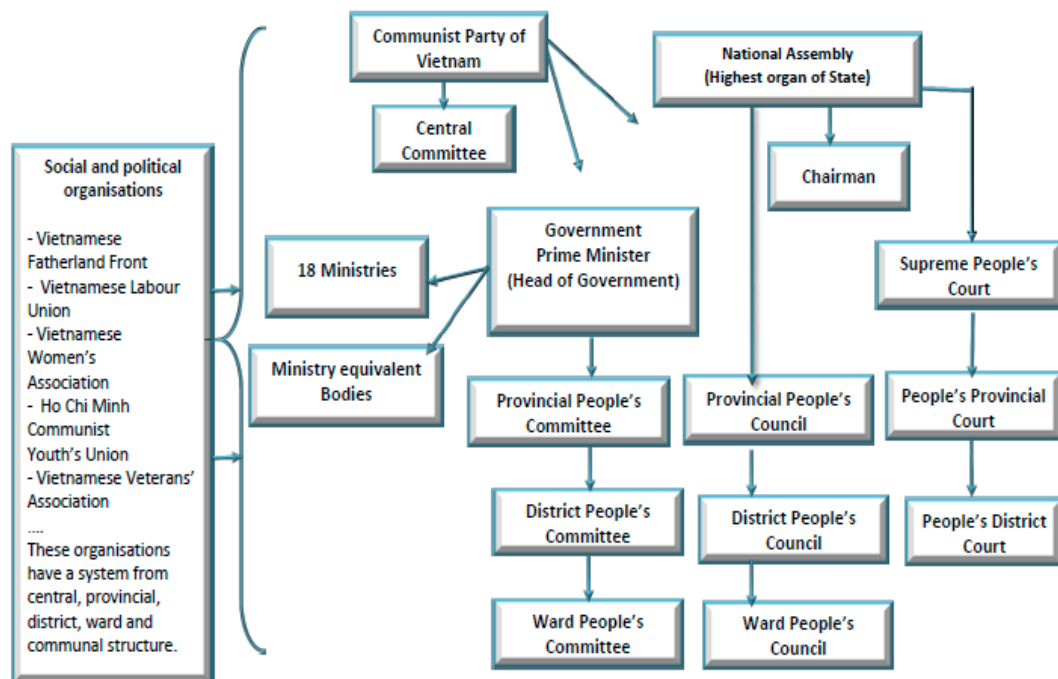 Communist Party of
Vietnam
National Assembly
(Highest organ of State)
Central
Committee
Chairman
Social and political
organisations
- Vietnamese
Fatherland Front
- Vietnamese Labour
Union
- Vietnamese
Women's
Association
- Ho Chi Minh
Communist
Youth's Union
- Vietnamese Veterans'
Association
....
These organisations
have a system from
central, provincial,
district, ward and
communal structure.
18 Ministries
Ministry equivalent
Bodies
Government
Prime Minister
(Head of Government)
Supreme People's
Court
Provincial People's
Committee
Provincial People's
Council
People's Provincial
Court
District People's
Committee
District People's
Council
People's District
Court
Ward People's
Committee
Ward People's
Council